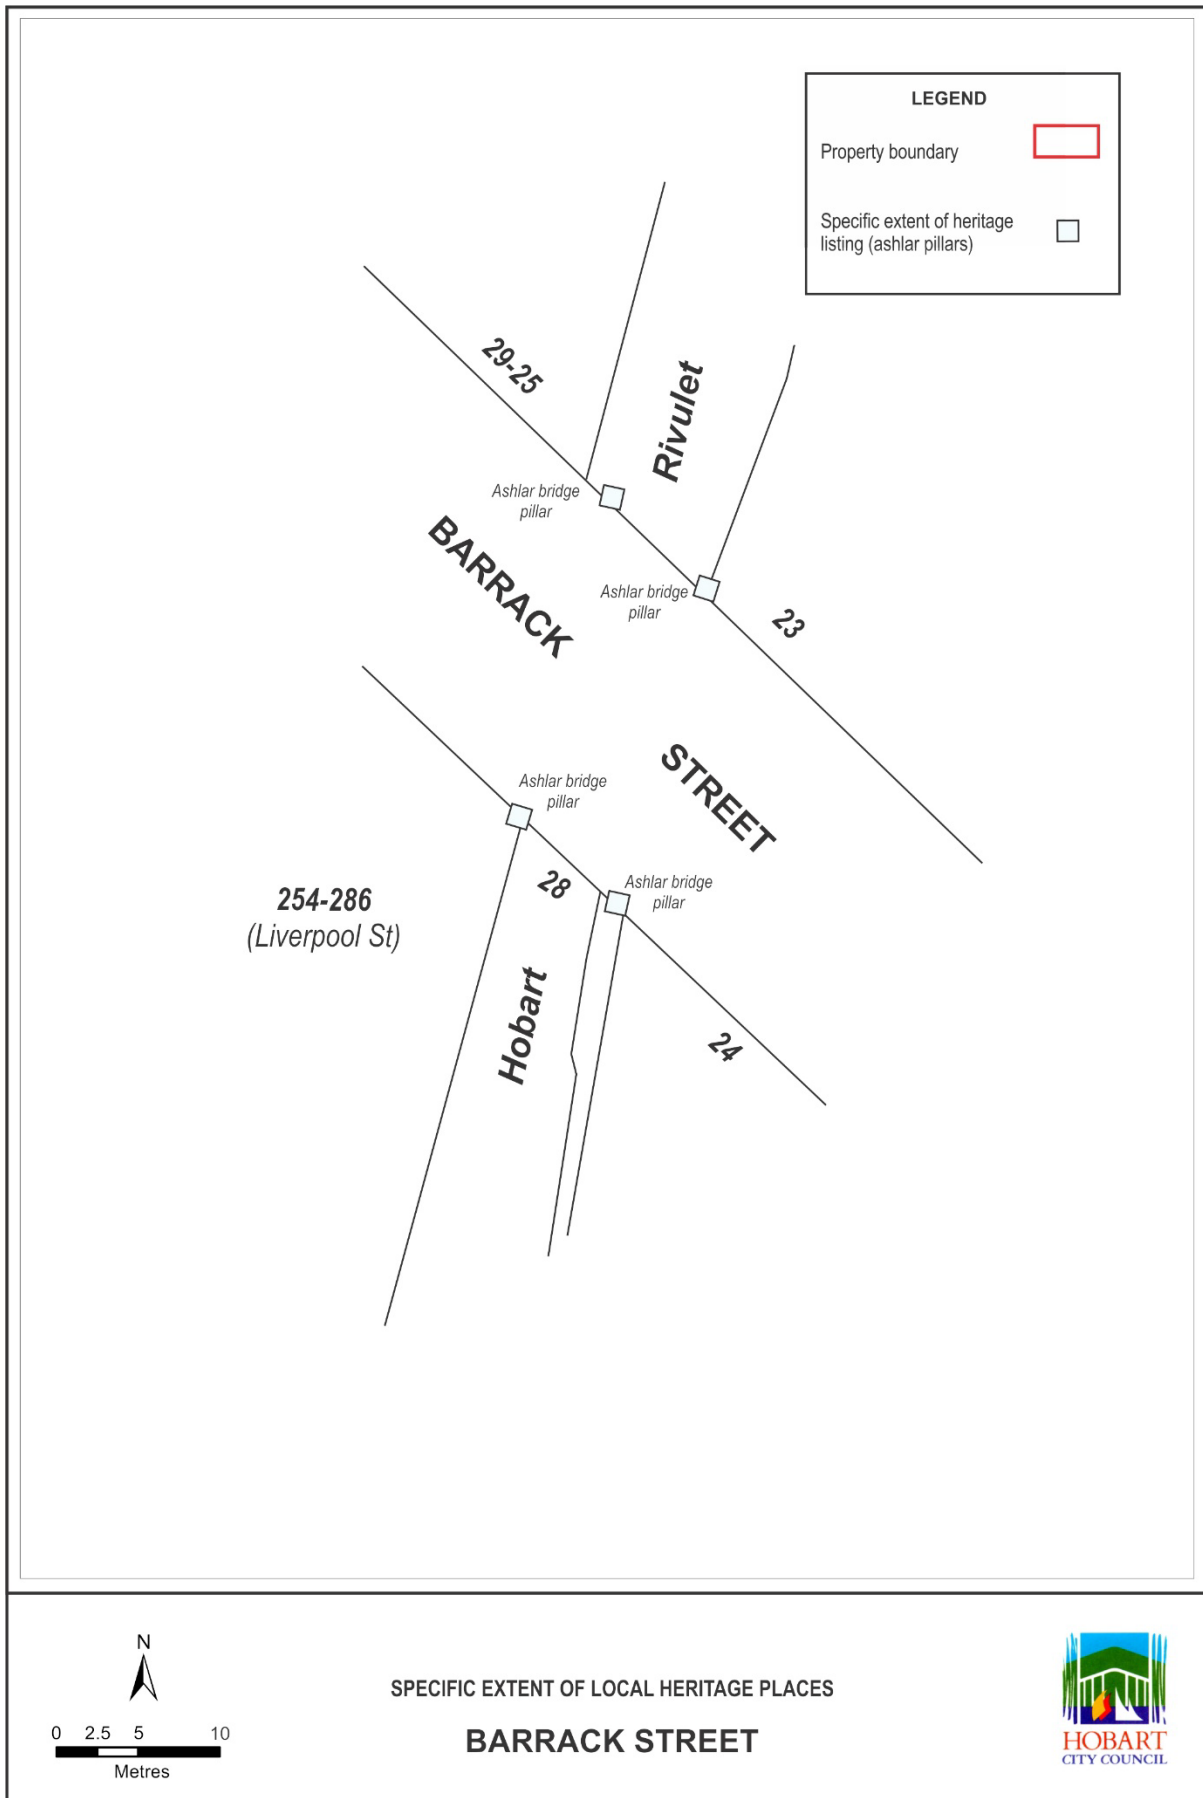 LEGEND
Property boundary
Specific extent of heritage
listing (ashlar pillars)
29-25
Rivulet
Ashlar bridge
pillar
BARRACK
Ashlar bridge
pillar
23
STREET
Ashlar bridge
pillar
28
Ashlar bridge
pillar
254-286
(Liverpool St)
Hobart
24
N
0 2.5 5 10
Metres
SPECIFIC EXTENT OF LOCAL HERITAGE PLACES
BARRACK STREET
HOBART
CITY COUNCIL